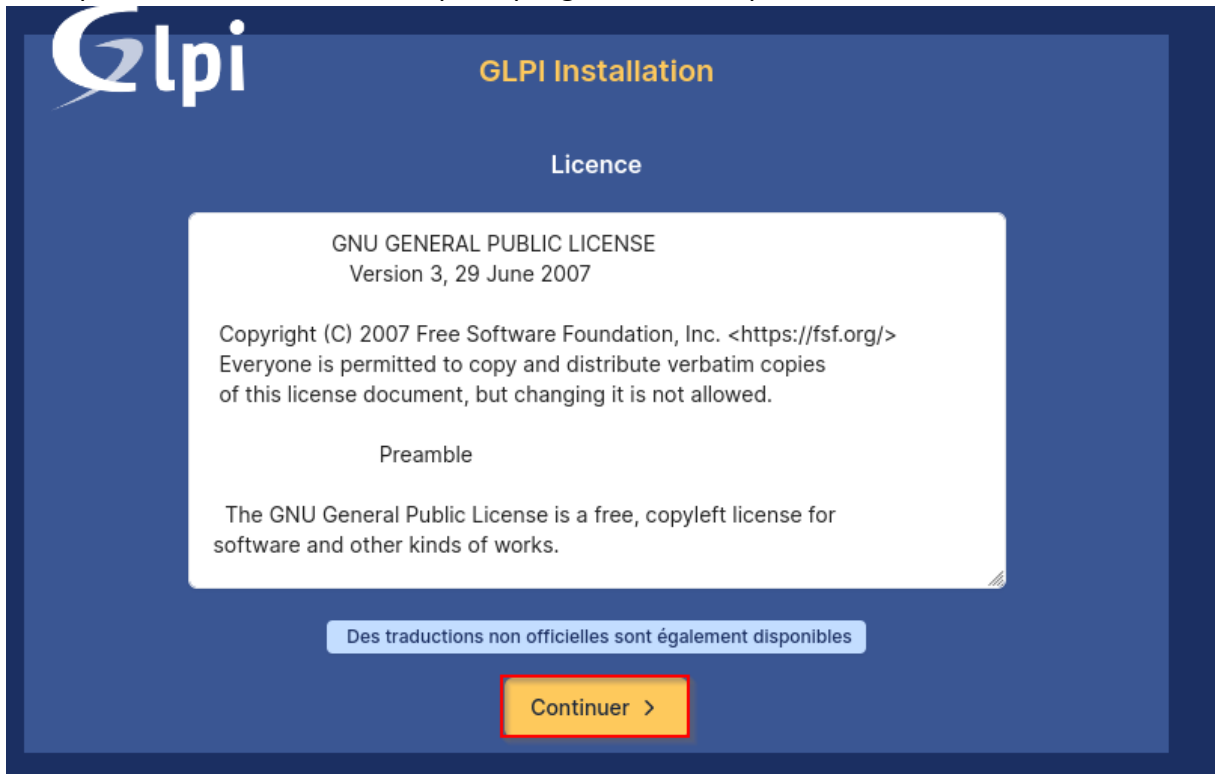 Glpi
GLPI Installation
Licence
GNU GENERAL PUBLIC LICENSE
Version 3, 29 June 2007
Copyright (C) 2007 Free Software Foundation, Inc. <https://fsf.org/>
Everyone is permitted to copy and distribute verbatim copies
of this license document, but changing it is not allowed.
Preamble
The GNU General Public License is a free, copyleft license for
software and other kinds of works.
Des traductions non officielles sont également disponibles
Continuer >